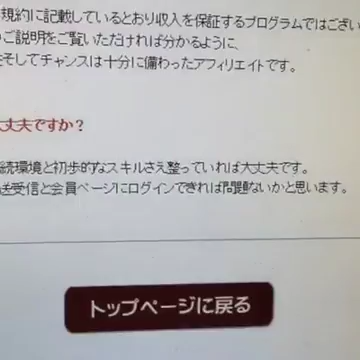 規約に記載しているとおり収入を保証するプログラムではござい
ご説明をご覧いただければ分かるように、
そしてチャンスは十分に備わったアフィリエイトです。
大丈夫ですか?
続環境と初歩的なスキルさえ整っていれば大丈夫です。
送受信と会員ページにログインできれば問題ないかと思います。
トップページに戻る